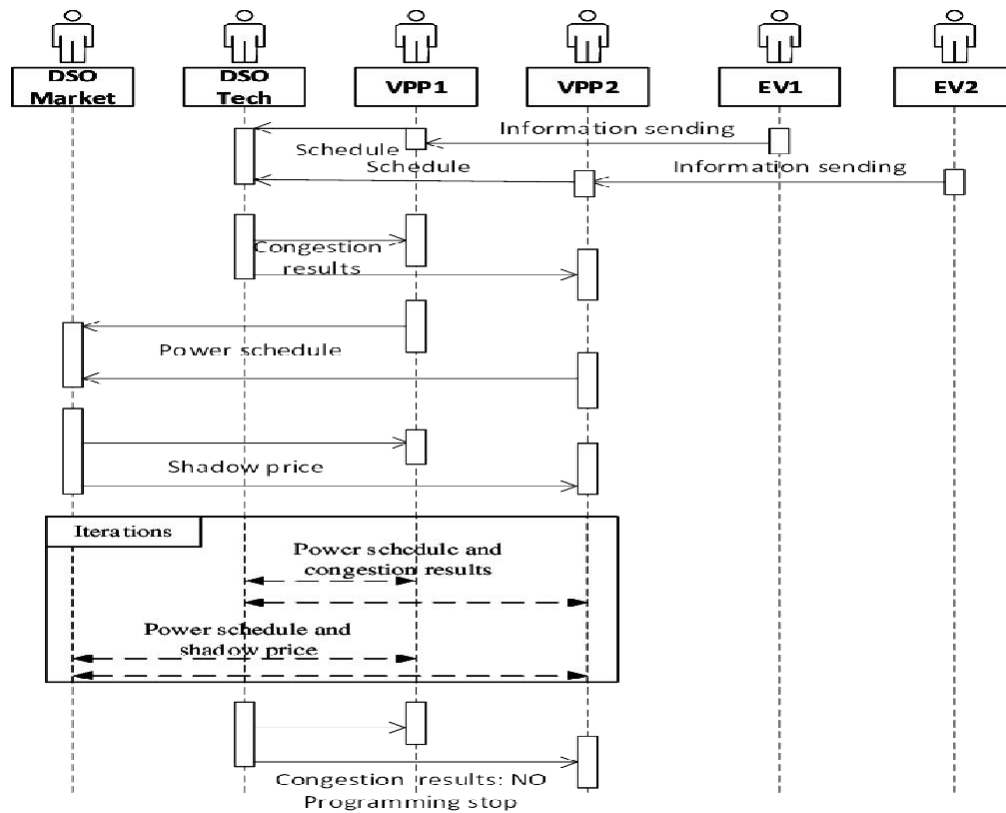 DSO
Market
DSO
Tech
VPP1
VPP2
EV1
EV2
Information sending
Schedule
Schedule
Information sending
Congestion
results
Power schedule
Shadow price
Iterations
Power schedule and
congestion results
Power schedule and
shadow price
Congestion results: NO
Programming stop